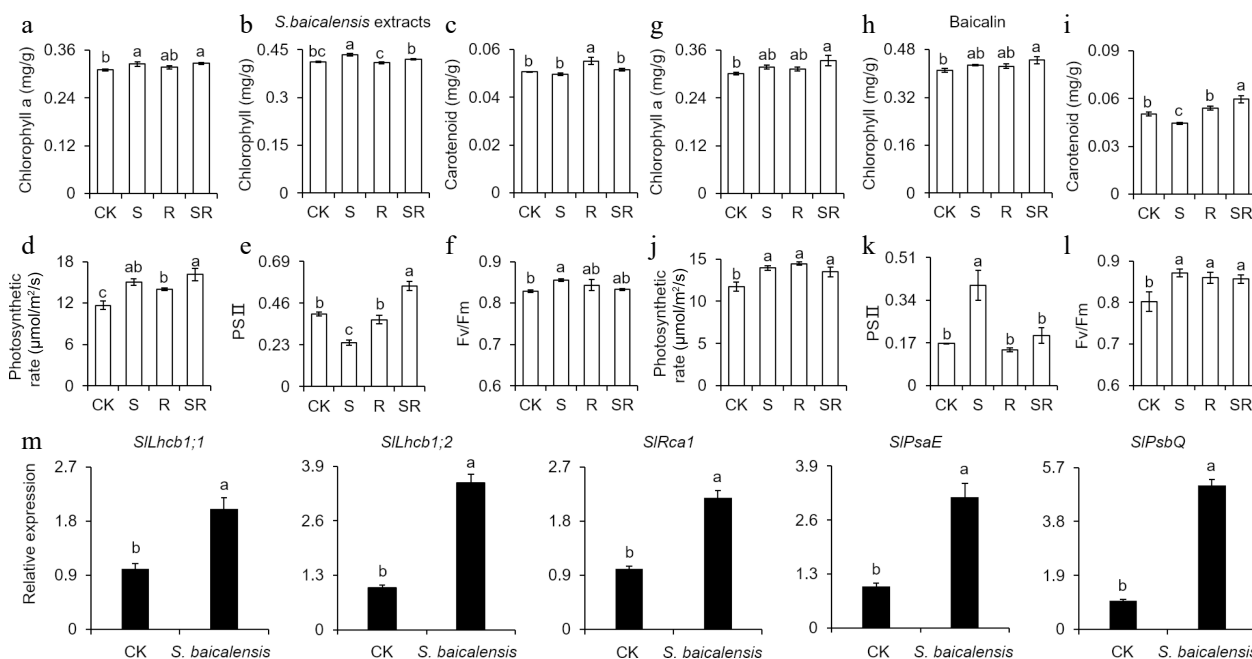 a
b
S.baicalensis extracts
c
g
h
Baicalin
i
Chlorophyll a (mg/g)
0.36
0.24
0.12
0
b
a
ab
a
CK
S
R
SR
Chlorophyll (mg/g)
0.45
0.3
0.15
0
bc
a
c
b
CK
S
R
SR
Carotenoid (mg/g)
0.06
0.04
0.02
0
b
b
a
b
CK
S
R
SR
Chlorophyll a (mg/g)
0.36
0.24
0.12
0
b
ab
ab
a
CK
S
R
SR
Chlorophyll (mg/g)
0.48
0.36
0.24
0.12
0
b
ab
ab
a
CK
S
R
SR
Carotenoid (mg/g)
0.09
0.06
0.03
0
b
c
b
a
CK
S
R
SR
d
Photosynthetic
rate (μmol/m²/s)
18
12
6
0
c
ab
b
a
CK
S
R
SR
e
PSⅡ
0.69
0.46
0.23
0
b
c
b
a
CK
S
R
SR
f
Fv/Fm
0.9
0.8
0.7
0.6
b
a
ab
ab
CK
S
R
SR
j
Photosynthetic
rate (μmol/m²/s)
15
10
5
0
b
a
a
a
CK
S
R
SR
k
PSⅡ
0.51
0.34
0.17
0
b
a
b
b
CK
S
R
SR
l
Fv/Fm
0.9
0.8
0.7
0.6
b
a
a
a
CK
S
R
SR
m
Relative expression
SlLhcb1;1
2.7
1.8
0.9
0
b
a
CK
S. baicalensis
SlLhcb1;2
3.9
2.6
1.3
0
b
a
CK
S. baicalensis
SlRca1
2.7
1.8
0.9
0
b
a
CK
S. baicalensis
SlPsaE
3.9
2.6
1.3
0
b
a
CK
S. baicalensis
SlPsbQ
5.7
3.8
1.9
0
b
a
CK
S. baicalensis